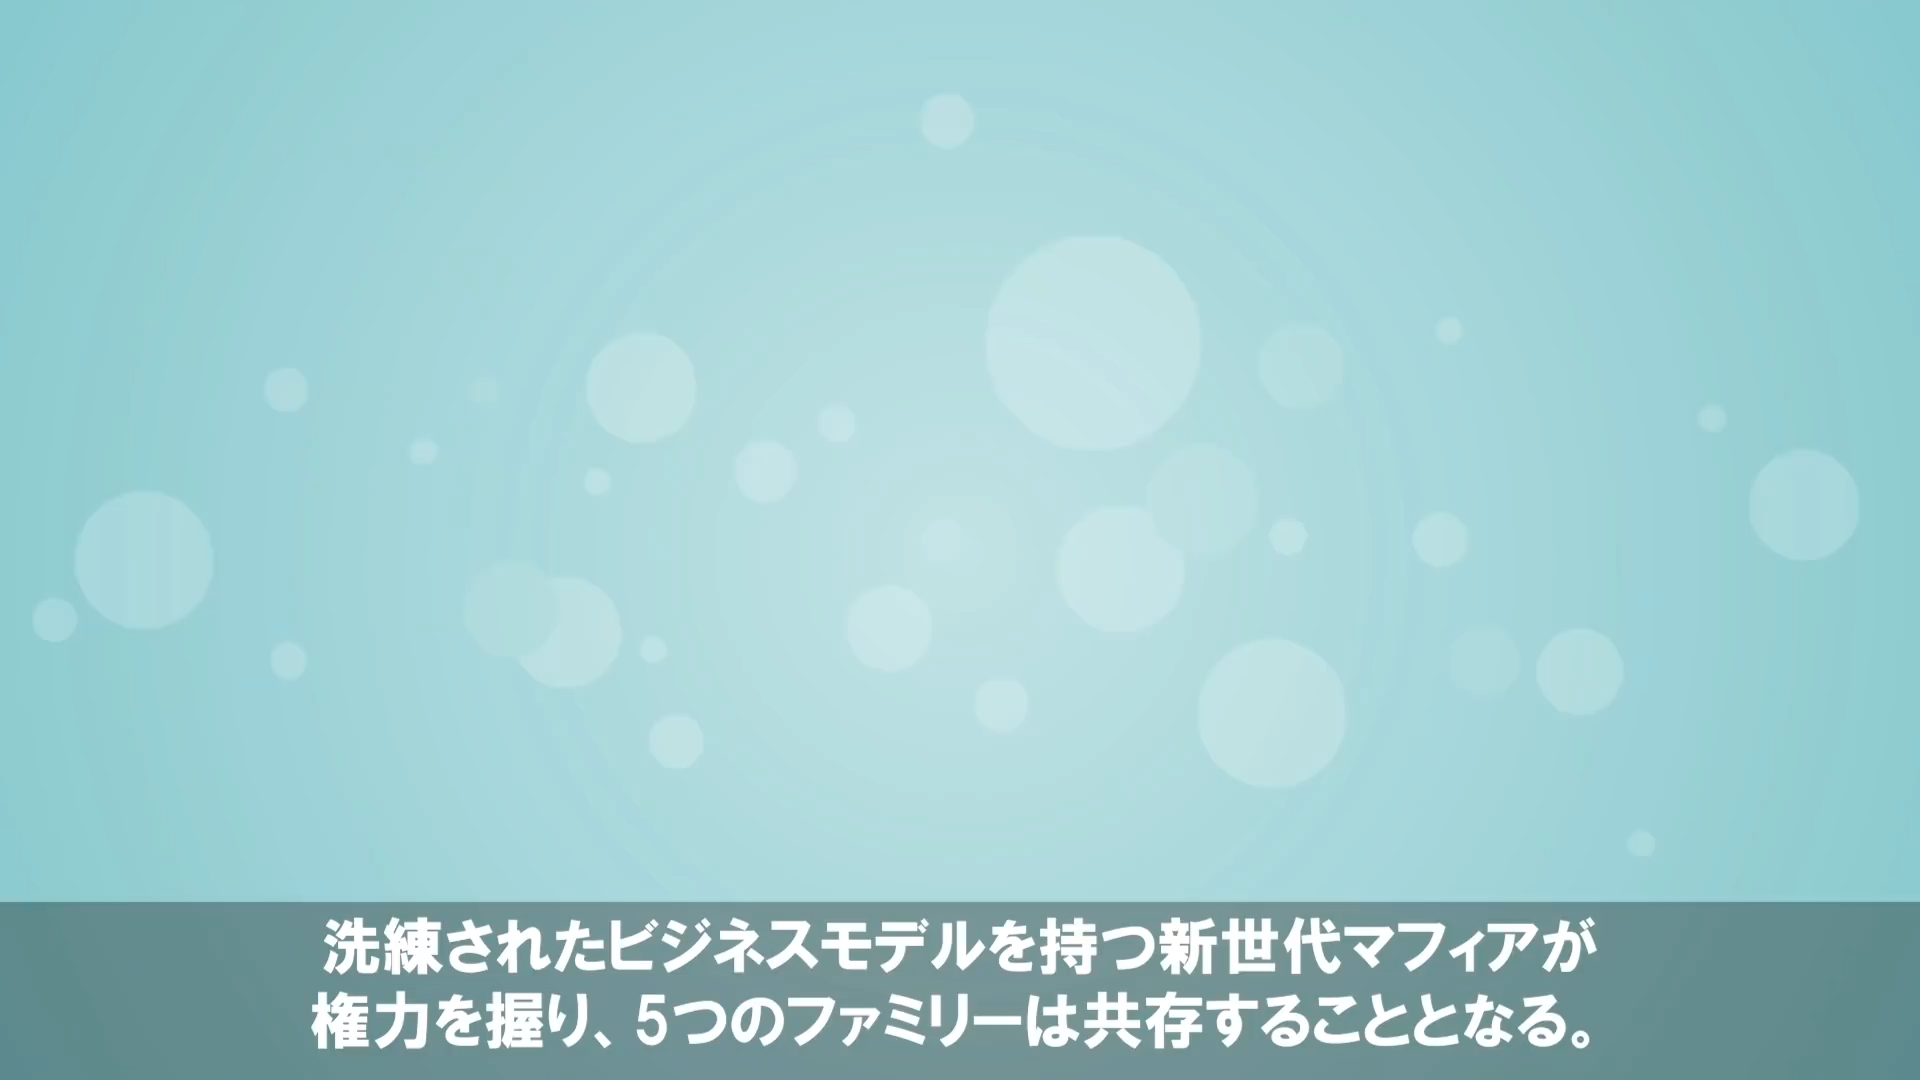 洗練されたビジネスモデルを持つ新世代マフィアが
権力を握り、5つのファミリーは共存することとなる。